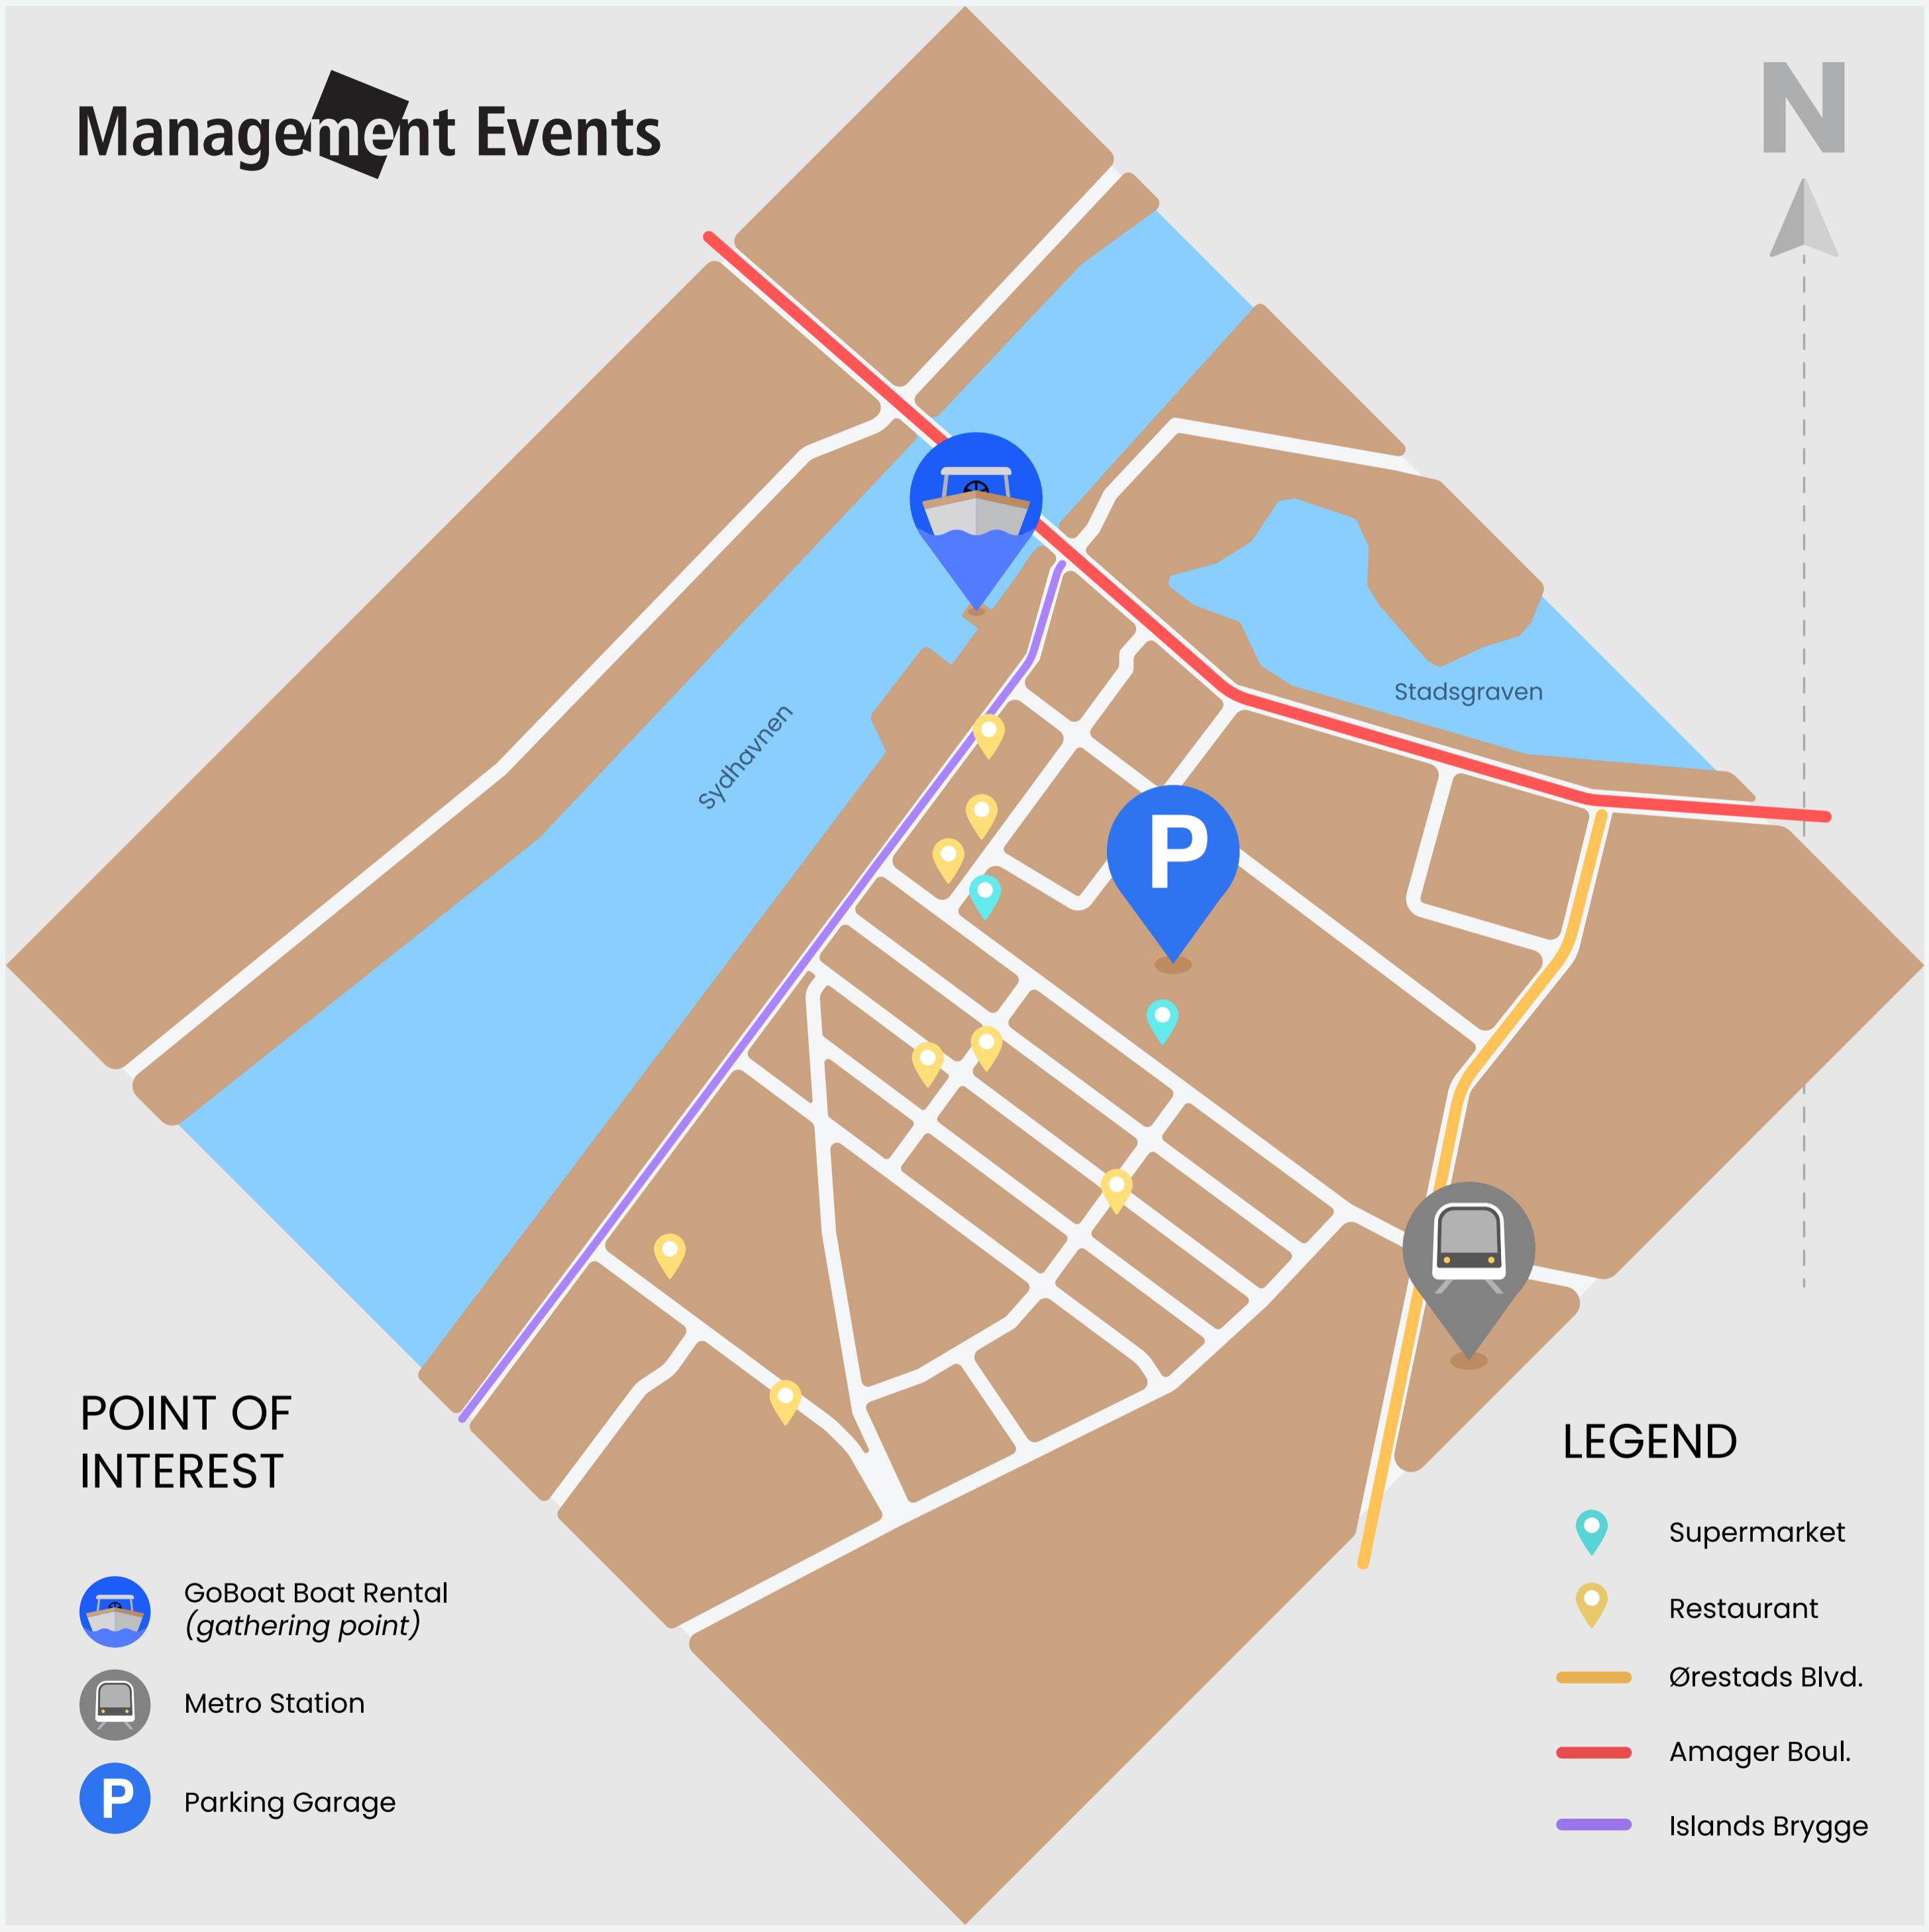 Management Events
N
Stadsgraven
Sydhavnen
P
POINT OF
INTEREST
GoBoat Boat Rental
(gathering point)
Metro Station
P
Parking Garage
LEGEND
Supermarket
Restaurant
Ørestads Blvd.
Amager Boul.
Islands Brygge